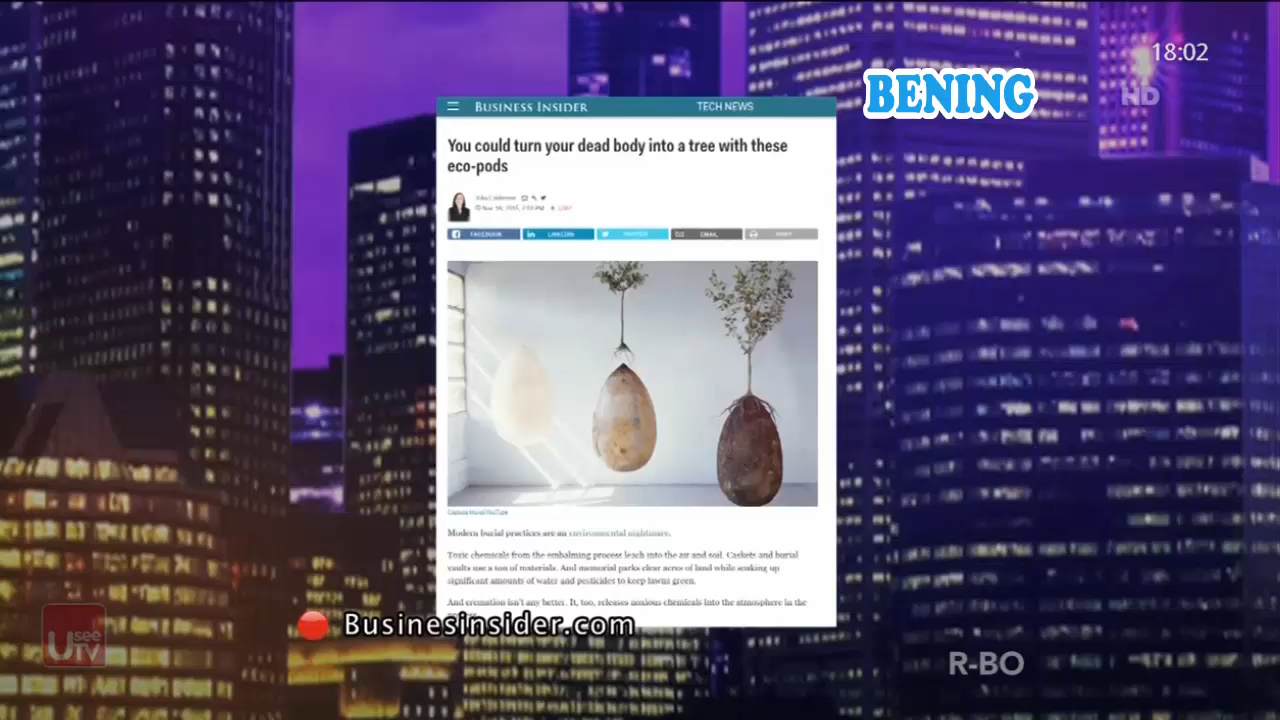 18:02
BENING
HD
BUSINESS INSIDER
TECH NEWS
You could turn your dead body into a tree with these
eco-pods
FACEBOOK
LINKEDIN
TWITTER
EMAIL
PRINT
Modern burial practices are an environmental nightmare.
Toxic chemicals from the embalming process leach into the air and soil. Caskets and burial
vaults use a ton of materials. And memorial parks clear acres of land while soaking up
significant amounts of water and pesticides to keep lawns green.
And cremation isn't any better. It, too, releases noxious chemicals into the atmosphere in the
Businesinsider.com
Usee
TV
R-BO